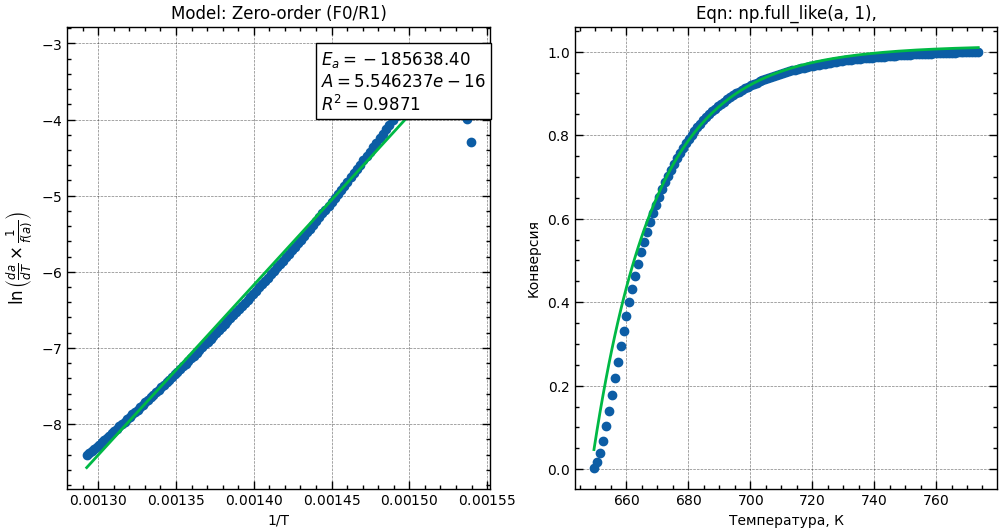 Model: Zero-order (F0/R1)
−3
−4
−5
−6
−7
−8
ln (da/dT × 1/f(a))
E_a = −185638.40
A = 5.546237e − 16
R² = 0.9871
0.00130 0.00135 0.00140 0.00145 0.00150 0.00155
1/T
Eqn: np.full_like(a, 1),
1.0
0.8
0.6
0.4
0.2
0.0
Конверсия
660 680 700 720 740 760
Температура, К